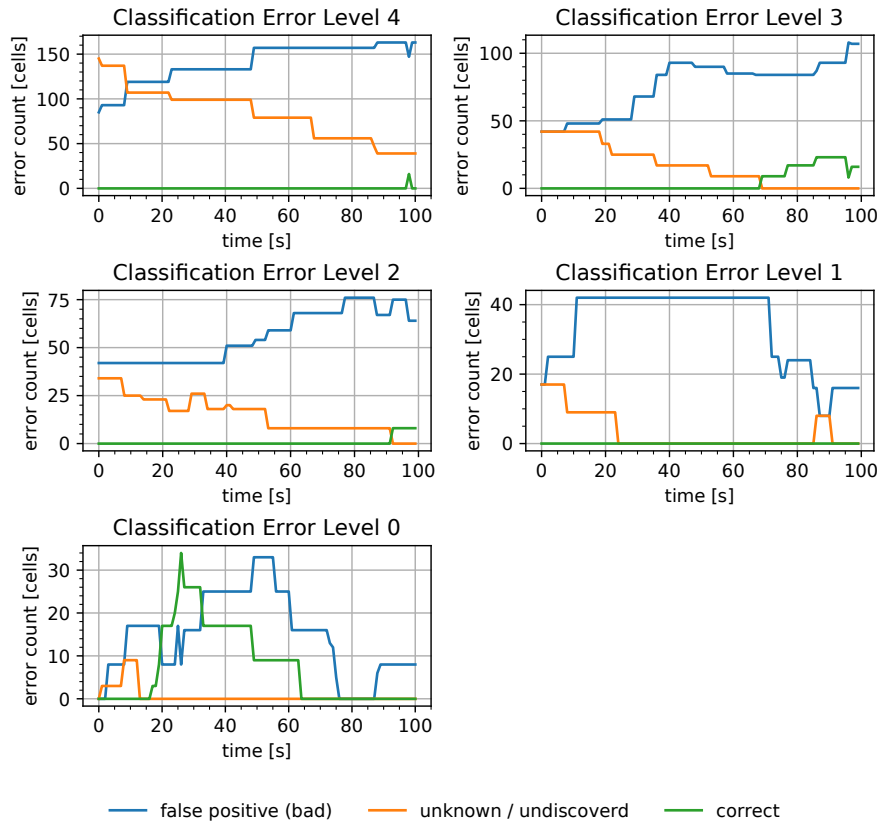 Classification Error Level 4
error count [cells]
150
100
50
0
0 20 40 60 80 100
time [s]
Classification Error Level 3
error count [cells]
100
50
0
0 20 40 60 80 100
time [s]
Classification Error Level 2
error count [cells]
75
50
25
0
0 20 40 60 80 100
time [s]
Classification Error Level 1
error count [cells]
40
20
0
0 20 40 60 80 100
time [s]
Classification Error Level 0
error count [cells]
30
20
10
0
0 20 40 60 80 100
time [s]
false positive (bad) unknown / undiscoverd correct